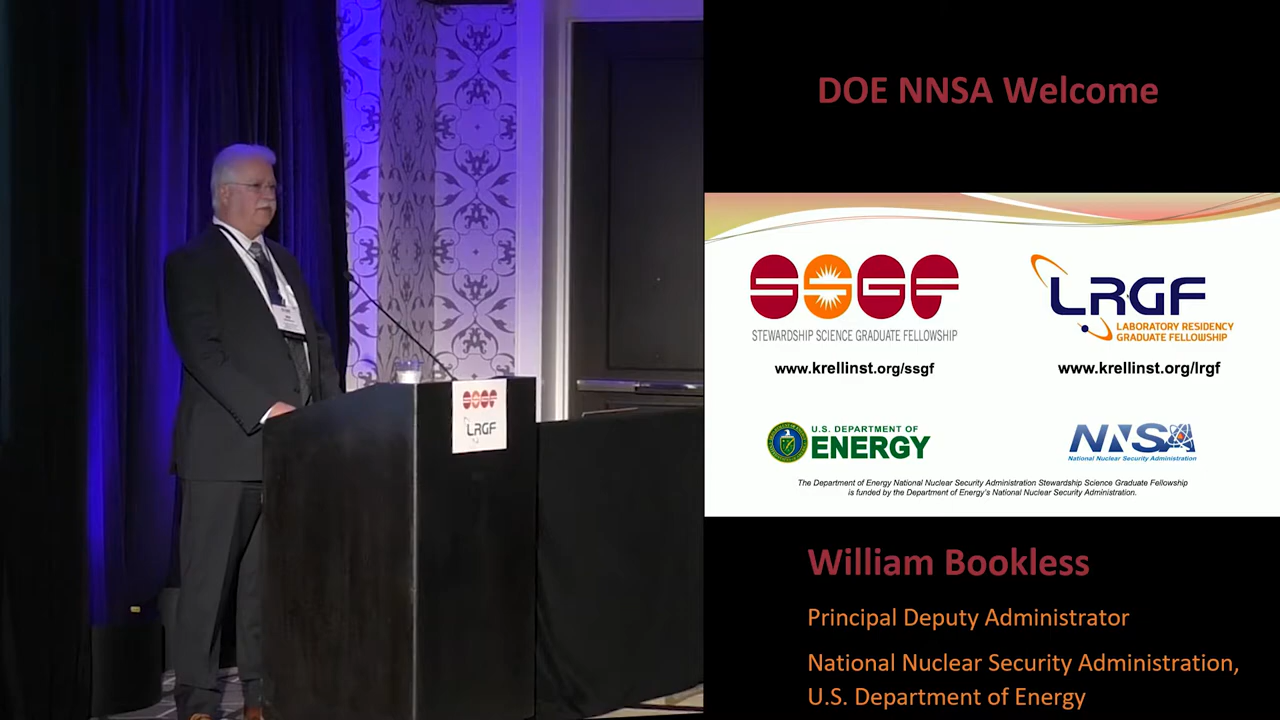 DOE NNSA Welcome
SSGF
STEWARDSHIP SCIENCE GRADUATE FELLOWSHIP
www.krellinst.org/ssgf
LRGF
LABORATORY RESIDENCY
GRADUATE FELLOWSHIP
www.krellinst.org/lrgf
U.S. DEPARTMENT OF
ENERGY
NNSA
National Nuclear Security Administration
The Department of Energy National Nuclear Security Administration Stewardship Science Graduate Fellowship
is funded by the Department of Energy's National Nuclear Security Administration.
SSGF
LRGF
William Bookless
Principal Deputy Administrator
National Nuclear Security Administration,
U.S. Department of Energy